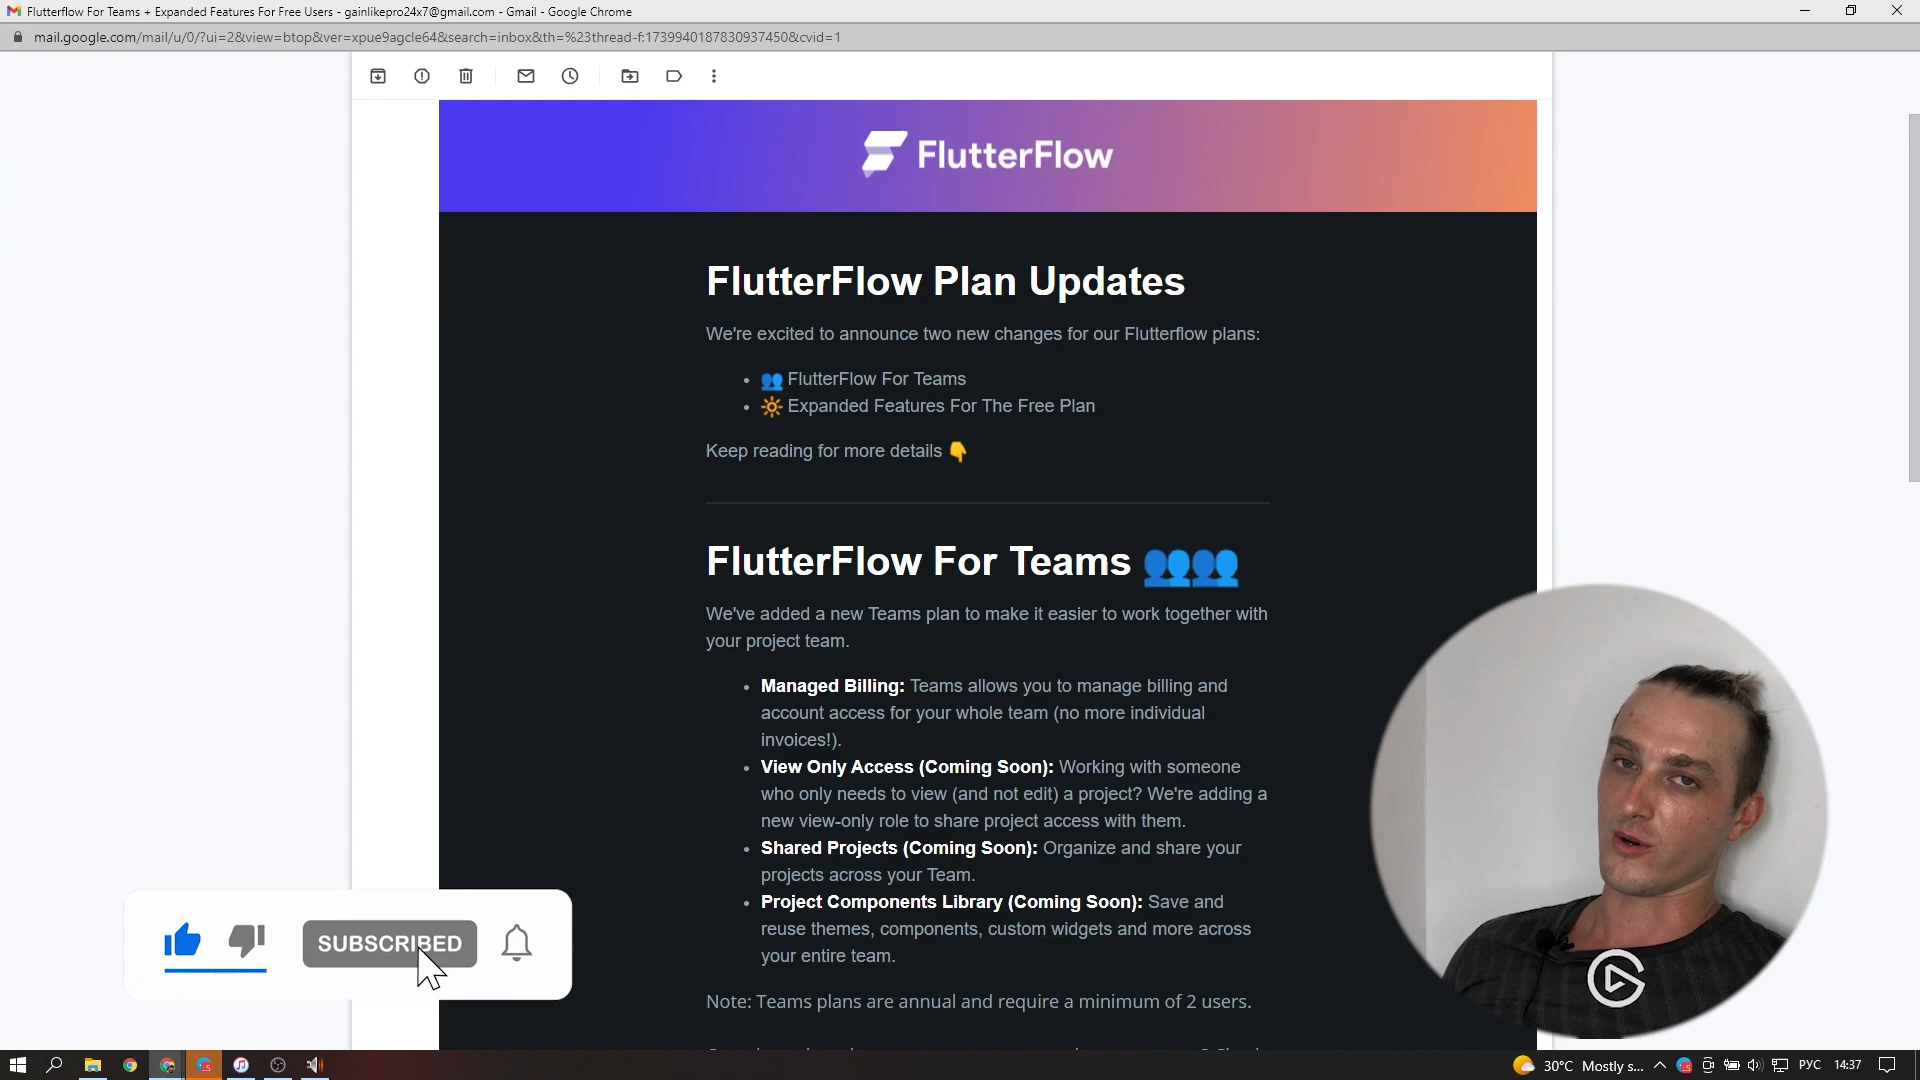 Flutterflow For Teams + Expanded Features For Free Users - gainlikepro24x7@gmail.com - Gmail - Google Chrome
mail.google.com/mail/u/0/?ui=2&view=btop&ver=xpue9agcle64&search=inbox&th=%23thread-f:1739940187830937450&cvid=1
FlutterFlow
FlutterFlow Plan Updates
We're excited to announce two new changes for our Flutterflow plans:
• 👥 FlutterFlow For Teams
• 🔆 Expanded Features For The Free Plan
Keep reading for more details 👇
FlutterFlow For Teams 👥👥
We've added a new Teams plan to make it easier to work together with
your project team.
• Managed Billing: Teams allows you to manage billing and
account access for your whole team (no more individual
invoices!).
• View Only Access (Coming Soon): Working with someone
who only needs to view (and not edit) a project? We're adding a
new view-only role to share project access with them.
• Shared Projects (Coming Soon): Organize and share your
projects across your Team.
• Project Components Library (Coming Soon): Save and
reuse themes, components, custom widgets and more across
your entire team.
Note: Teams plans are annual and require a minimum of 2 users.
SUBSCRIBED
30°C Mostly s...
РУС
14:37